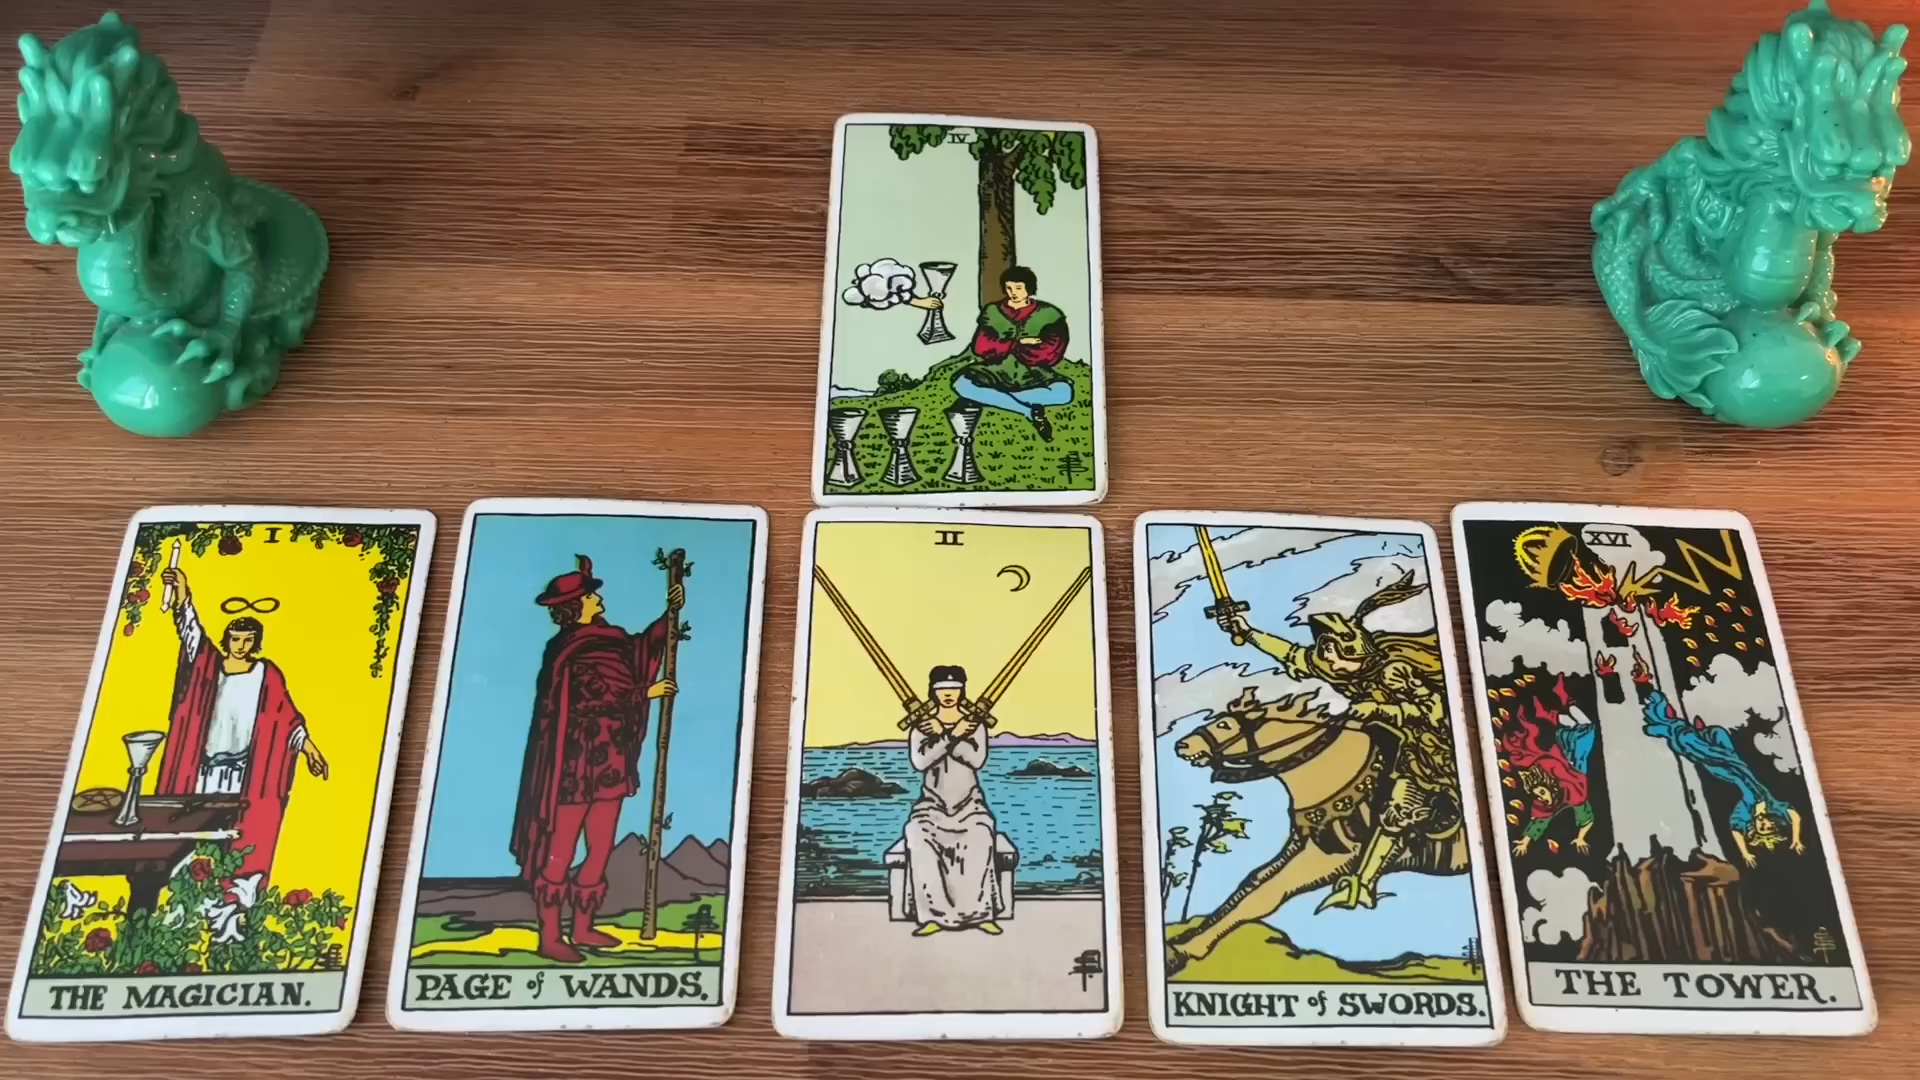 IV
I
II
XVI
THE MAGICIAN.
PAGE of WANDS.
KNIGHT of SWORDS.
THE TOWER.